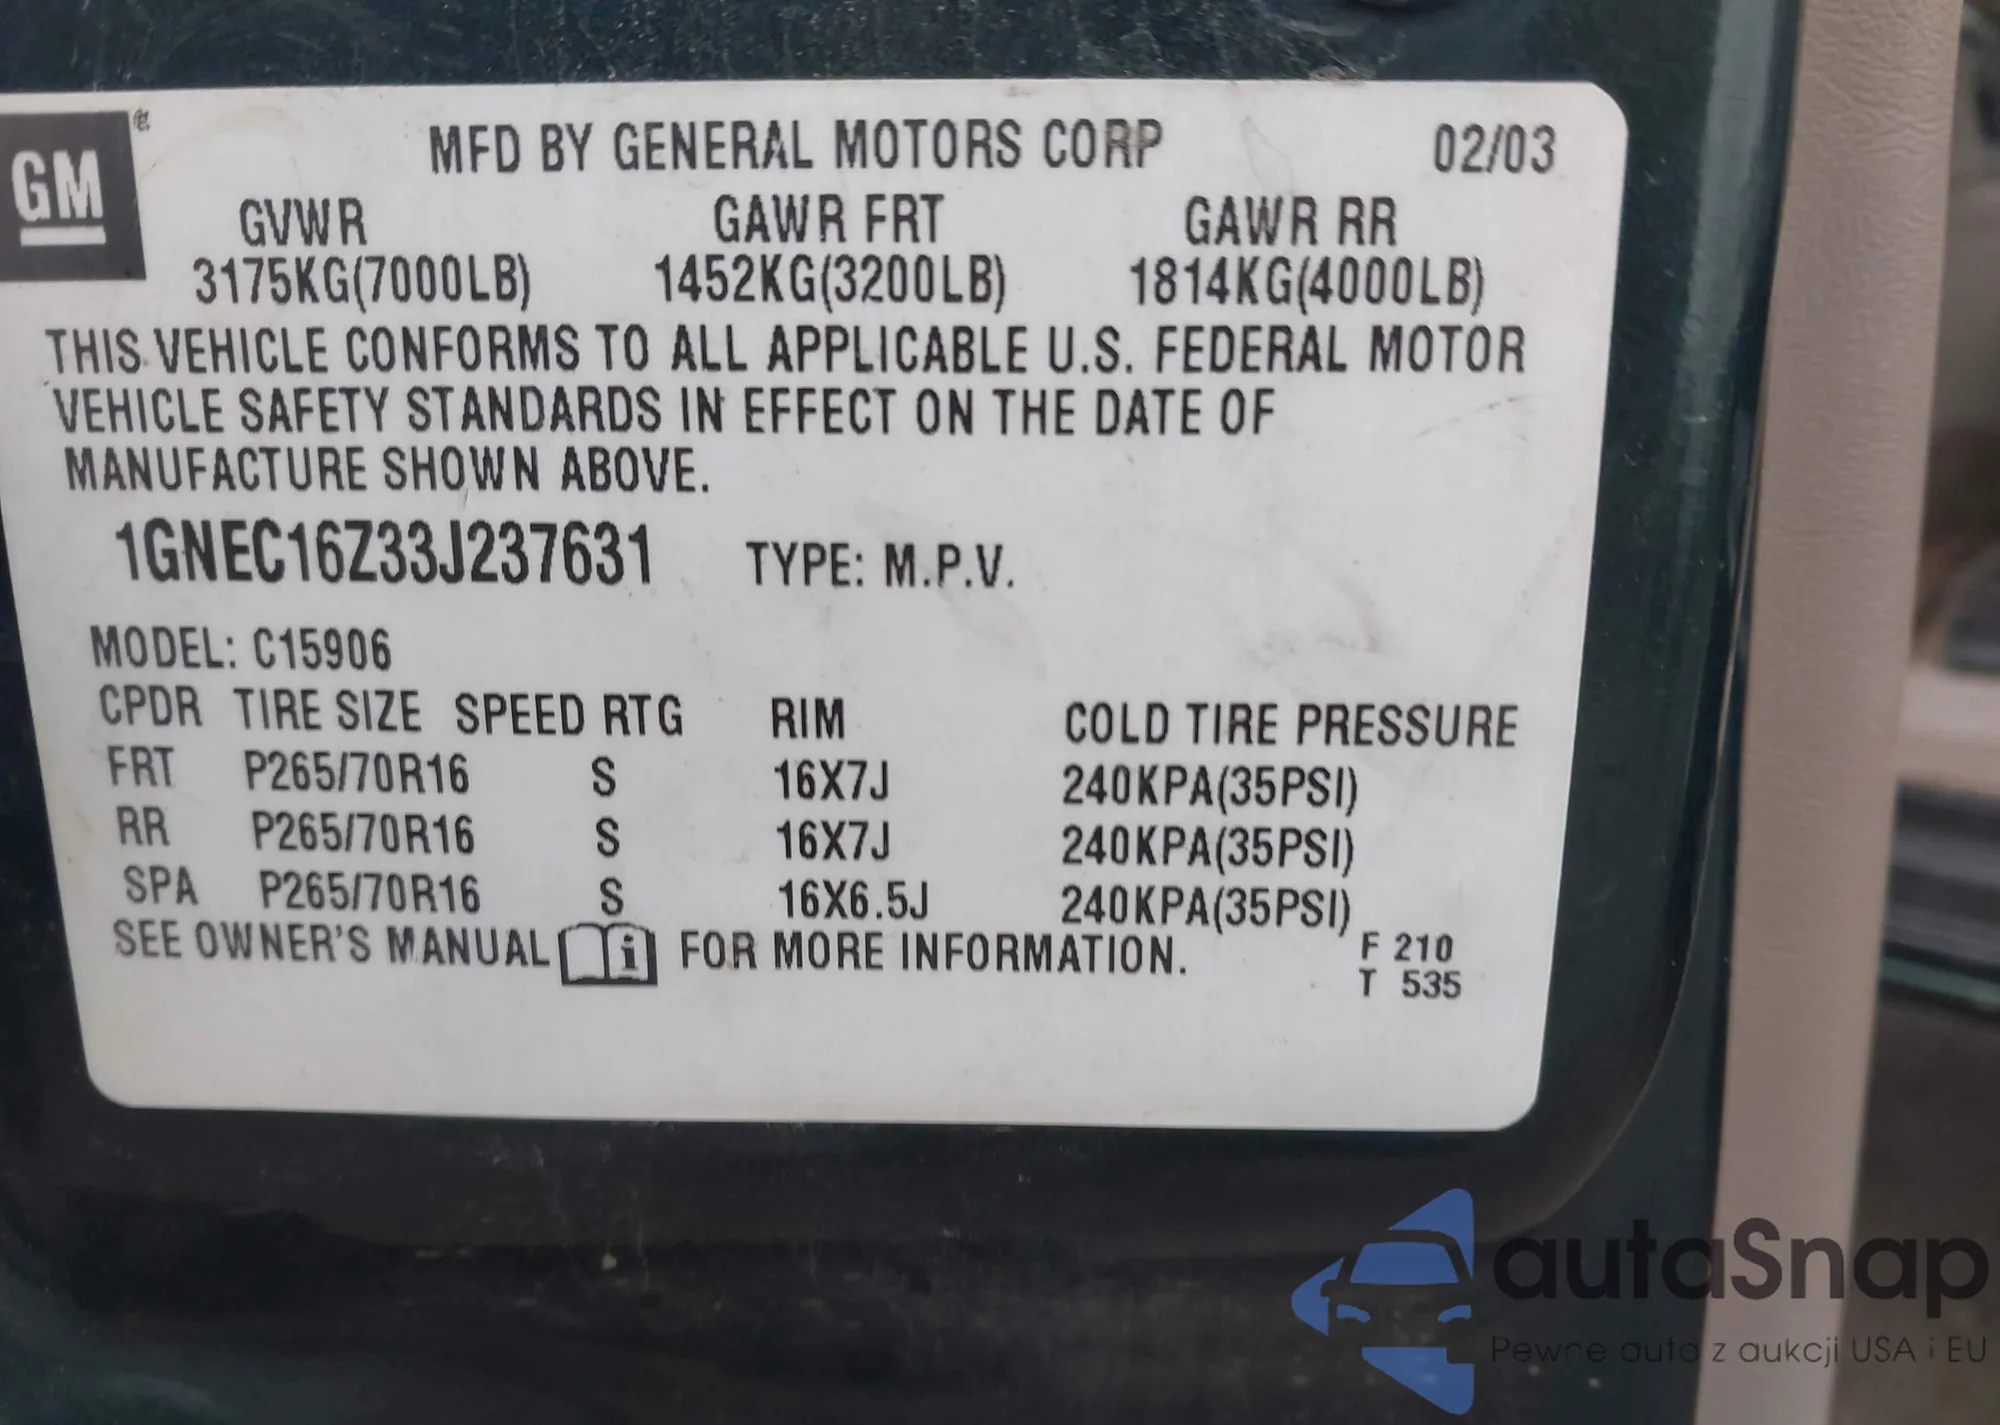 GM
MFD BY GENERAL MOTORS CORP 02/03
GVWR GAWR FRT GAWR RR
3175KG(7000LB) 1452KG(3200LB) 1814KG(4000LB)
THIS VEHICLE CONFORMS TO ALL APPLICABLE U.S. FEDERAL MOTOR
VEHICLE SAFETY STANDARDS IN EFFECT ON THE DATE OF
MANUFACTURE SHOWN ABOVE.
1GNEC16Z33J237631 TYPE: M.P.V.
MODEL: C15906
CPDR TIRE SIZE SPEED RTG RIM COLD TIRE PRESSURE
FRT P265/70R16 S 16X7J 240KPA(35PSI)
RR P265/70R16 S 16X7J 240KPA(35PSI)
SPA P265/70R16 S 16X6.5J 240KPA(35PSI)
SEE OWNER'S MANUAL i FOR MORE INFORMATION.
F 210
T 535
autaSnap
Pewne auta z aukcji USA i EU